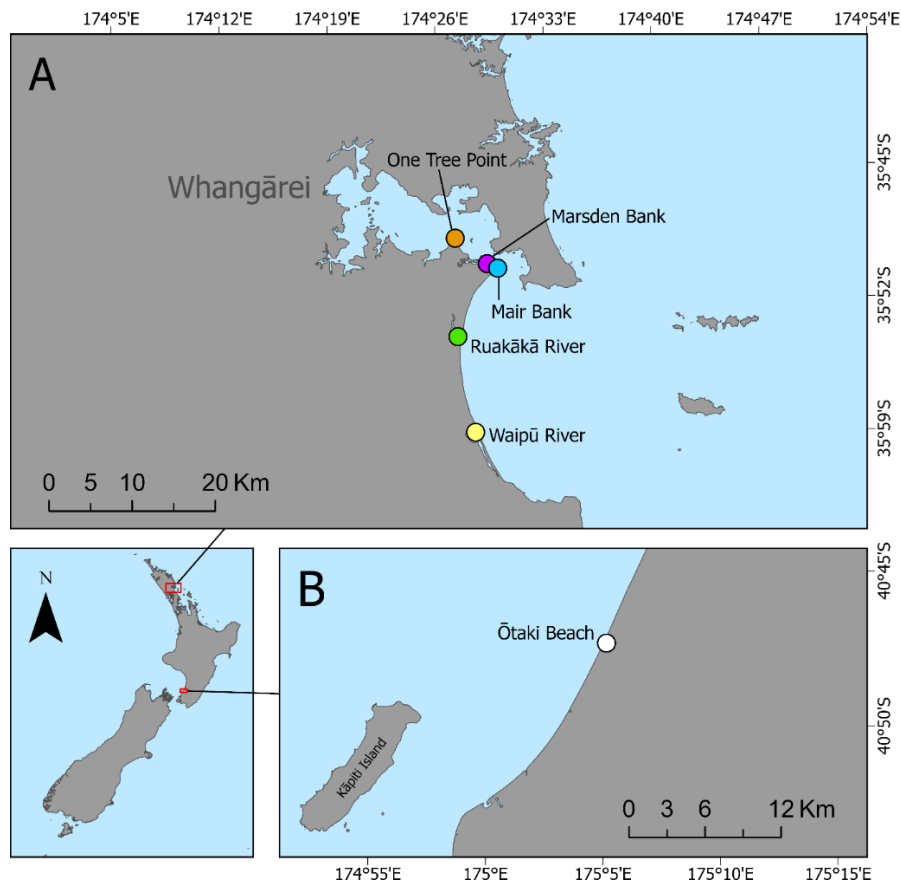 174°5'E 174°12'E 174°19'E 174°26'E 174°33'E 174°40'E 174°47'E 174°54'E
A
35°45'S
One Tree Point
Whangārei
Marsden Bank
35°52'S
Mair Bank
Ruakākā River
35°59'S
Waipū River
0 5 10 20 Km
N
B
40°45'S
Ōtaki Beach
40°50'S
Kāpiti Island
0 3 6 12 Km
174°55'E 175°0'E 175°5'E 175°10'E 175°15'E